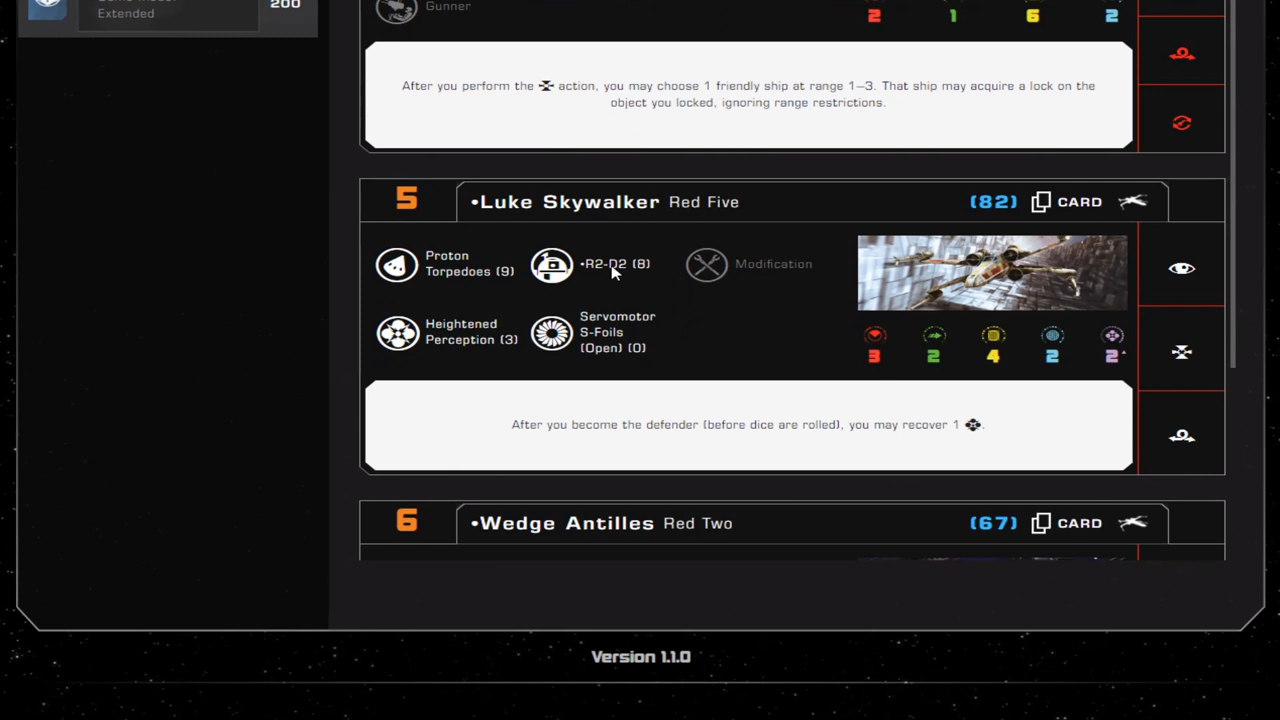 200
Extended
Gunner
2 1 6 2
After you perform the action, you may choose 1 friendly ship at range 1–3. That ship may acquire a lock on the
object you locked, ignoring range restrictions.
5 •Luke Skywalker Red Five (82) CARD
Proton
Torpedoes (9)
•R2-D2 (8)
Modification
Heightened
Perception (3)
Servomotor
S-Foils
(Open) (0)
3 2 4 2 2
After you become the defender (before dice are rolled), you may recover 1 .
6 •Wedge Antilles Red Two (67) CARD
Version 1.1.0